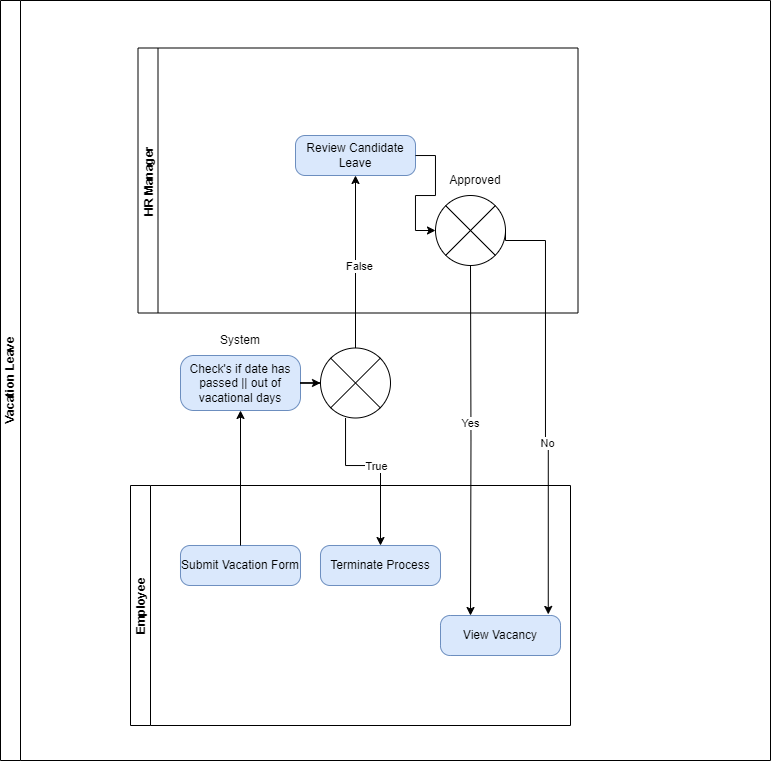 Vacation Leave
HR Manager
Review Candidate
Leave
Approved
False
System
Check's if date has
passed || out of
vacational days
Yes
No
True
Employee
Submit Vacation Form
Terminate Process
View Vacancy